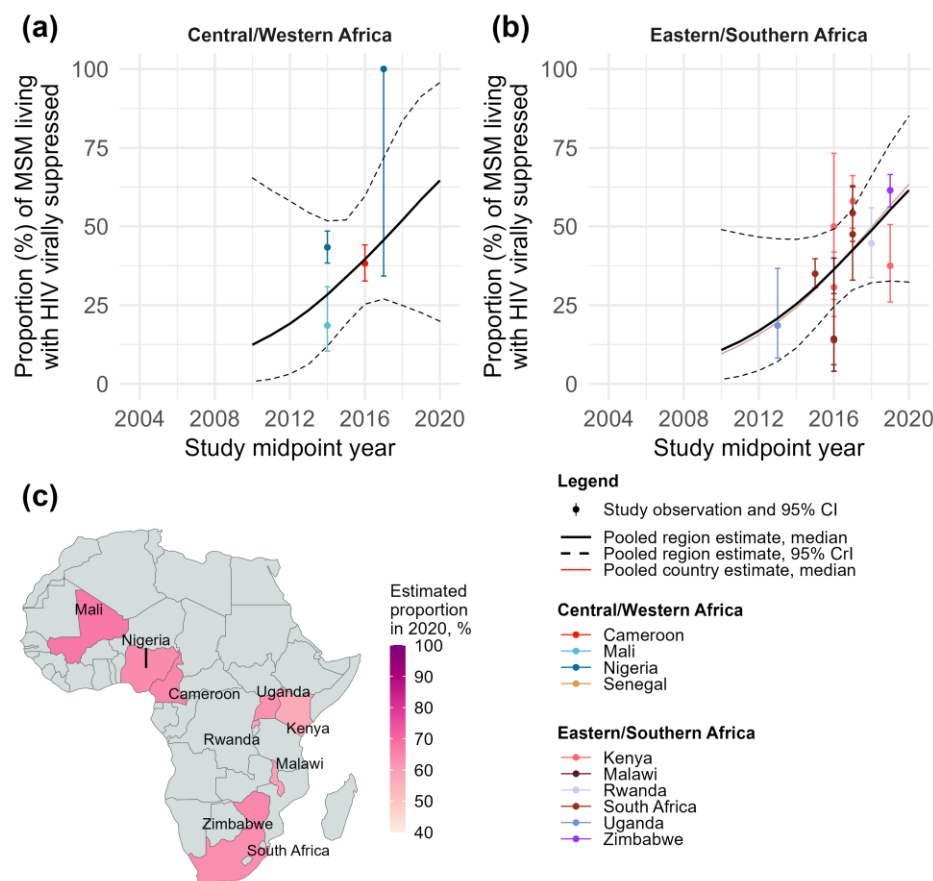 (a)
Central/Western Africa
Proportion (%) of MSM living
with HIV virally suppressed
100
75
50
25
0
2004 2008 2012 2016 2020
Study midpoint year
(b)
Eastern/Southern Africa
Proportion (%) of MSM living
with HIV virally suppressed
100
75
50
25
0
2004 2008 2012 2016 2020
Study midpoint year
(c)
Mali
Nigeria
Cameroon
Uganda
Kenya
Rwanda
Malawi
Zimbabwe
South Africa
Estimated
proportion
in 2020, %
100
90
80
70
60
50
40
Legend
Study observation and 95% CI
Pooled region estimate, median
Pooled region estimate, 95% CrI
Pooled country estimate, median
Central/Western Africa
Cameroon
Mali
Nigeria
Senegal
Eastern/Southern Africa
Kenya
Malawi
Rwanda
South Africa
Uganda
Zimbabwe